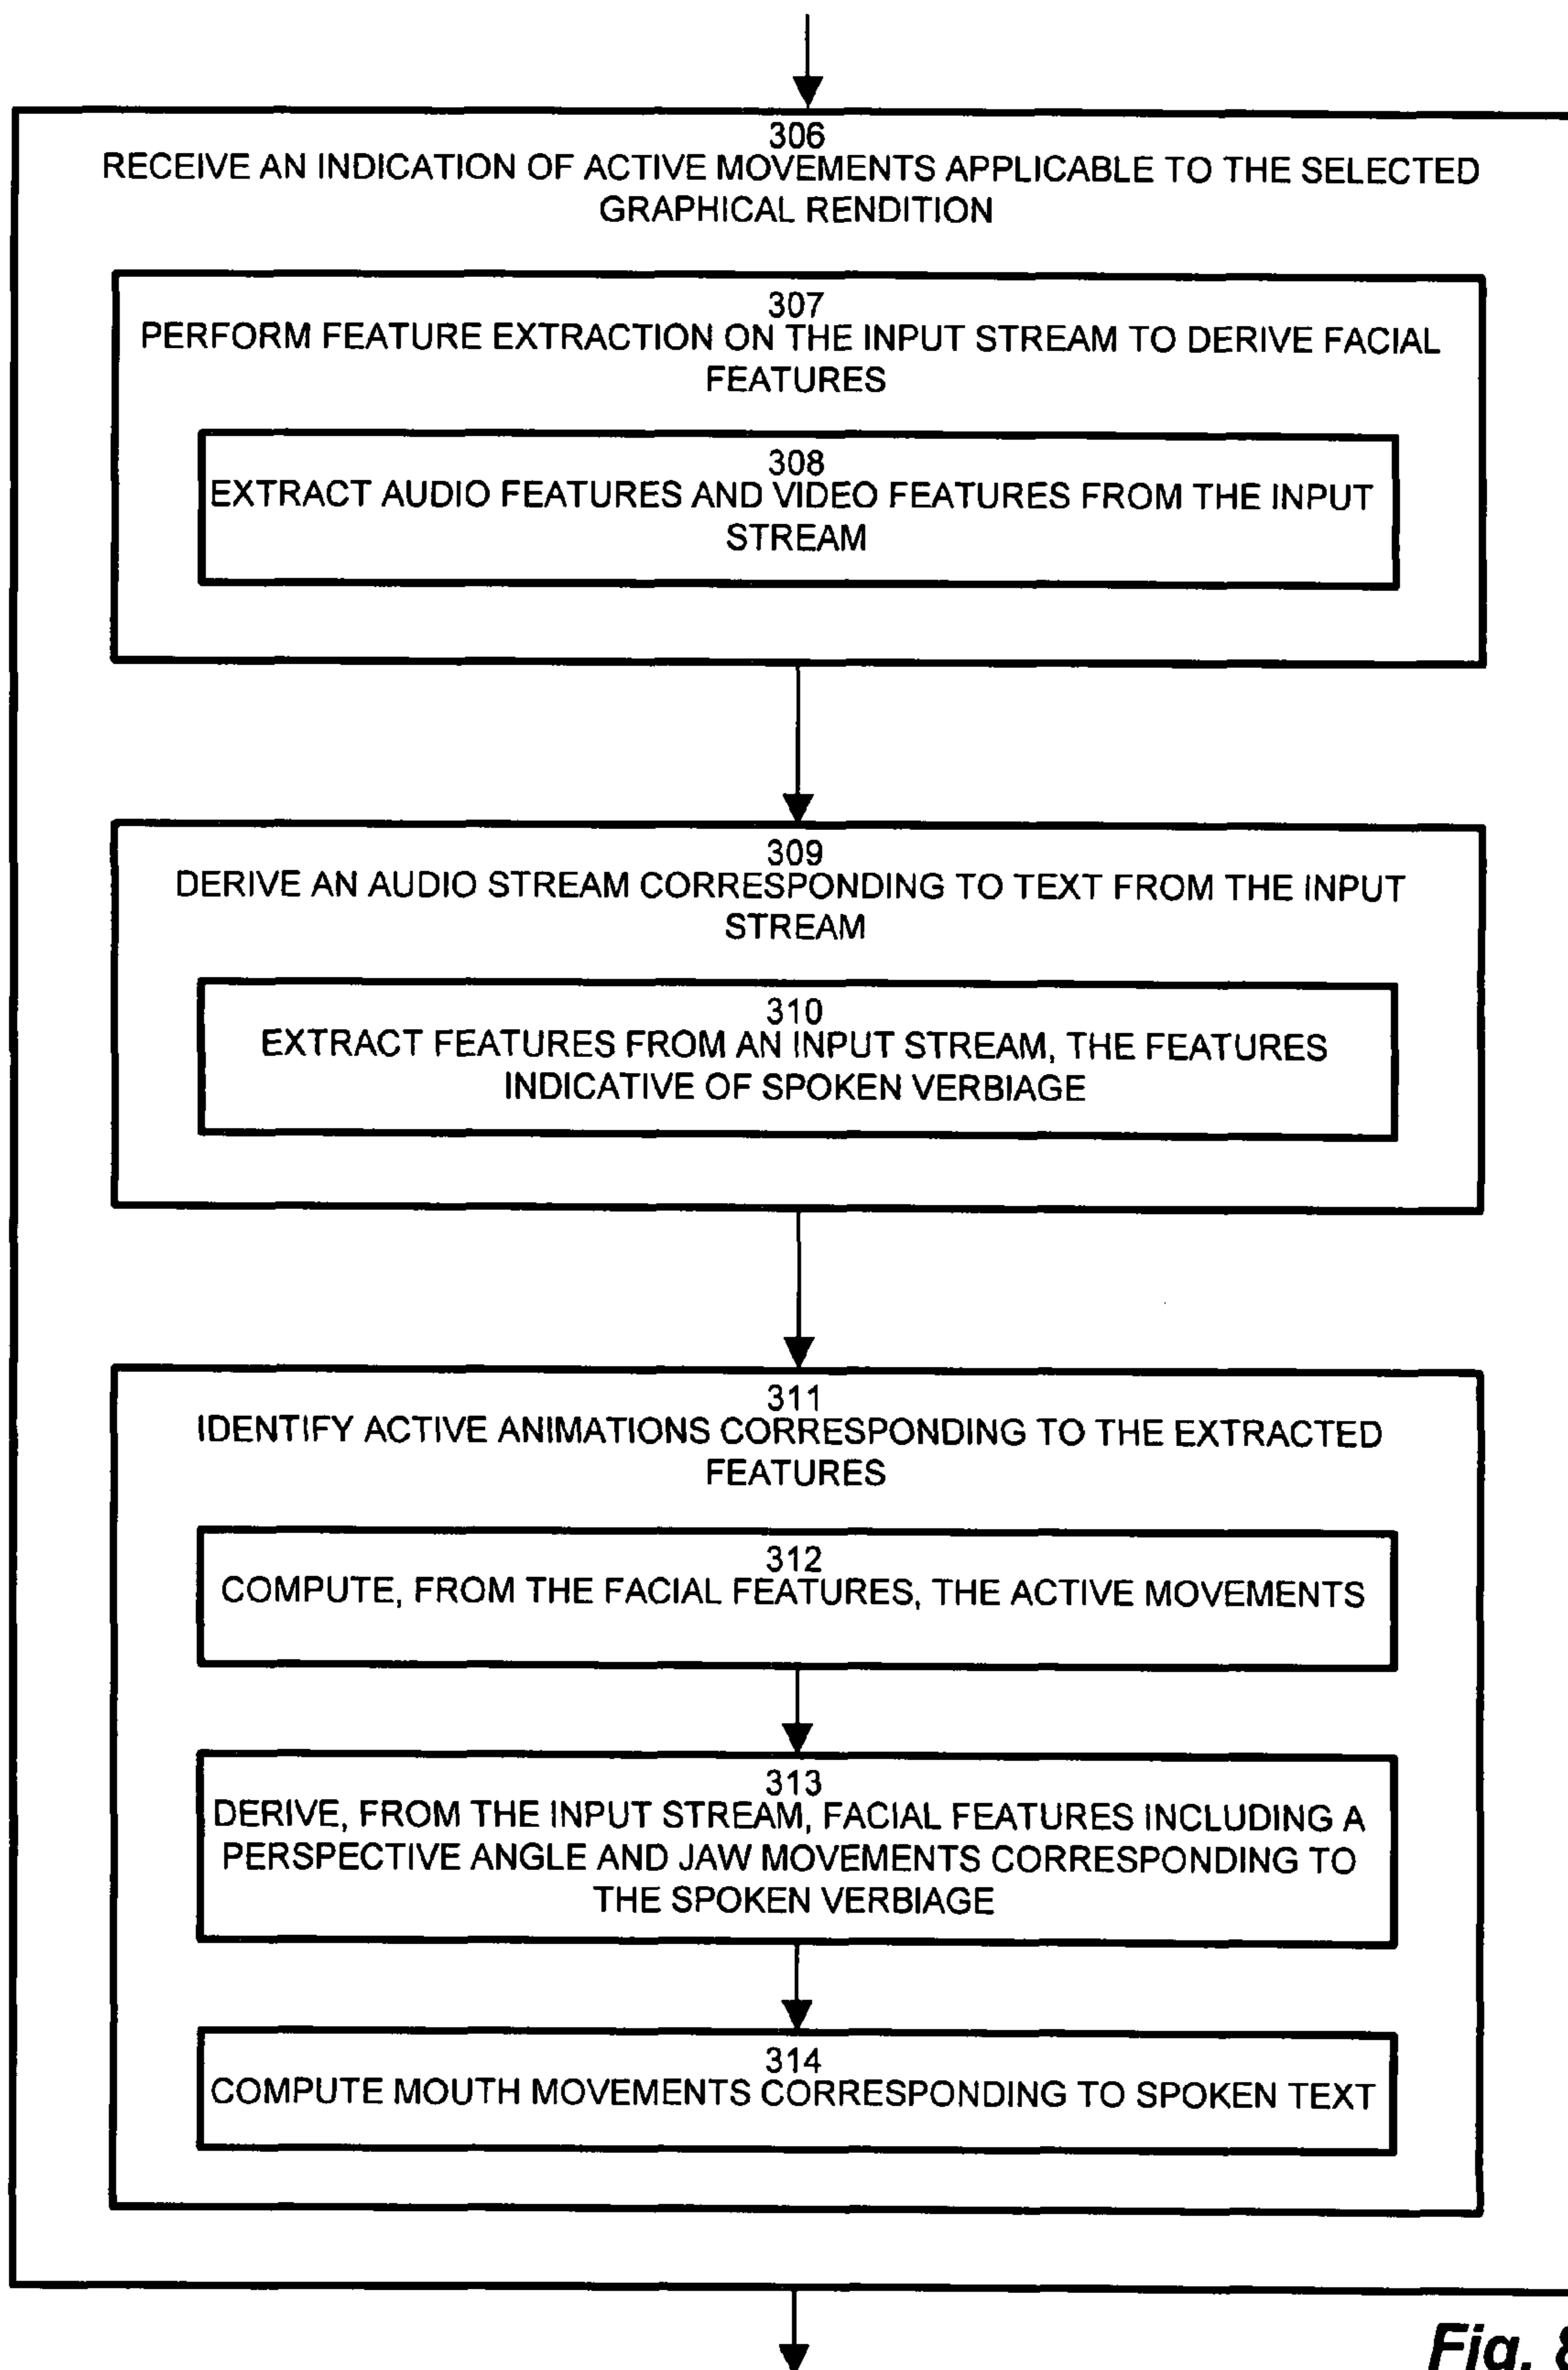 306
RECEIVE AN INDICATION OF ACTIVE MOVEMENTS APPLICABLE TO THE SELECTED
GRAPHICAL RENDITION
307
PERFORM FEATURE EXTRACTION ON THE INPUT STREAM TO DERIVE FACIAL
FEATURES
308
EXTRACT AUDIO FEATURES AND VIDEO FEATURES FROM THE INPUT
STREAM
309
DERIVE AN AUDIO STREAM CORRESPONDING TO TEXT FROM THE INPUT
STREAM
310
EXTRACT FEATURES FROM AN INPUT STREAM, THE FEATURES
INDICATIVE OF SPOKEN VERBIAGE
311
IDENTIFY ACTIVE ANIMATIONS CORRESPONDING TO THE EXTRACTED
FEATURES
312
COMPUTE, FROM THE FACIAL FEATURES, THE ACTIVE MOVEMENTS
313
DERIVE, FROM THE INPUT STREAM, FACIAL FEATURES INCLUDING A
PERSPECTIVE ANGLE AND JAW MOVEMENTS CORRESPONDING TO
THE SPOKEN VERBIAGE
314
COMPUTE MOUTH MOVEMENTS CORRESPONDING TO SPOKEN TEXT
Fig.